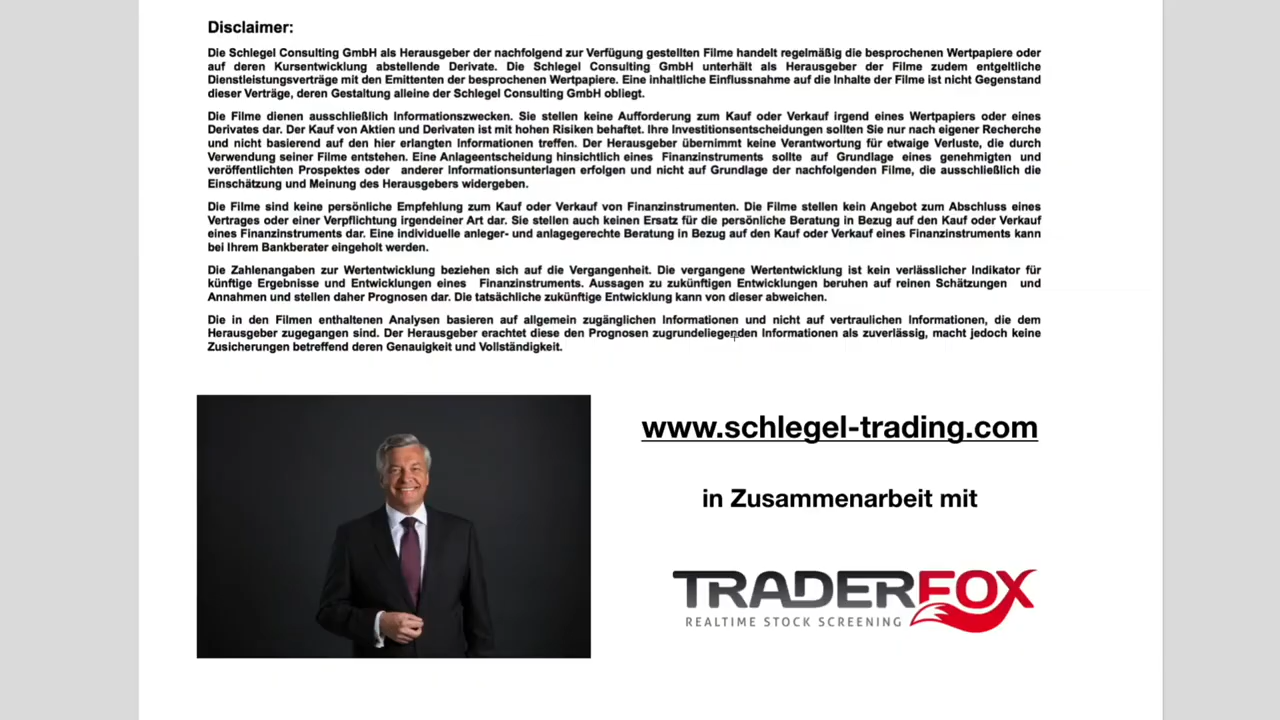 Disclaimer:
Die Schlegel Consulting GmbH als Herausgeber der nachfolgend zur Verfügung gestellten Filme handelt regelmäßig die besprochenen Wertpapiere oder
auf deren Kursentwicklung abstellende Derivate. Die Schlegel Consulting GmbH unterhält als Herausgeber der Filme zudem entgeltliche
Dienstleistungsverträge mit den Emittenten der besprochenen Wertpapiere. Eine inhaltliche Einflussnahme auf die Inhalte der Filme ist nicht Gegenstand
dieser Verträge, deren Gestaltung alleine der Schlegel Consulting GmbH obliegt.
Die Filme dienen ausschließlich Informationszwecken. Sie stellen keine Aufforderung zum Kauf oder Verkauf irgend eines Wertpapiers oder eines
Derivates dar. Der Kauf von Aktien und Derivaten ist mit hohen Risiken behaftet. Ihre Investitionsentscheidungen sollten Sie nur nach eigener Recherche
und nicht basierend auf den hier erlangten Informationen treffen. Der Herausgeber übernimmt keine Verantwortung für etwaige Verluste, die durch
Verwendung seiner Filme entstehen. Eine Anlageentscheidung hinsichtlich eines Finanzinstruments sollte auf Grundlage eines genehmigten und
veröffentlichten Prospektes oder anderer Informationsunterlagen erfolgen und nicht auf Grundlage der nachfolgenden Filme, die ausschließlich die
Einschätzung und Meinung des Herausgebers widergeben.
Die Filme sind keine persönliche Empfehlung zum Kauf oder Verkauf von Finanzinstrumenten. Die Filme stellen kein Angebot zum Abschluss eines
Vertrages oder einer Verpflichtung irgendeiner Art dar. Sie stellen auch keinen Ersatz für die persönliche Beratung in Bezug auf den Kauf oder Verkauf
eines Finanzinstruments dar. Eine individuelle anleger- und anlagegerechte Beratung in Bezug auf den Kauf oder Verkauf eines Finanzinstruments kann
bei Ihrem Bankberater eingeholt werden.
Die Zahlenangaben zur Wertentwicklung beziehen sich auf die Vergangenheit. Die vergangene Wertentwicklung ist kein verlässlicher Indikator für
künftige Ergebnisse und Entwicklungen eines Finanzinstruments. Aussagen zu zukünftigen Entwicklungen beruhen auf reinen Schätzungen und
Annahmen und stellen daher Prognosen dar. Die tatsächliche zukünftige Entwicklung kann von dieser abweichen.
Die in den Filmen enthaltenen Analysen basieren auf allgemein zugänglichen Informationen und nicht auf vertraulichen Informationen, die dem
Herausgeber zugegangen sind. Der Herausgeber erachtet diese den Prognosen zugrundeliegenden Informationen als zuverlässig, macht jedoch keine
Zusicherungen betreffend deren Genauigkeit und Vollständigkeit.
www.schlegel-trading.com
in Zusammenarbeit mit
TRADERFOX
REALTIME STOCK SCREENING